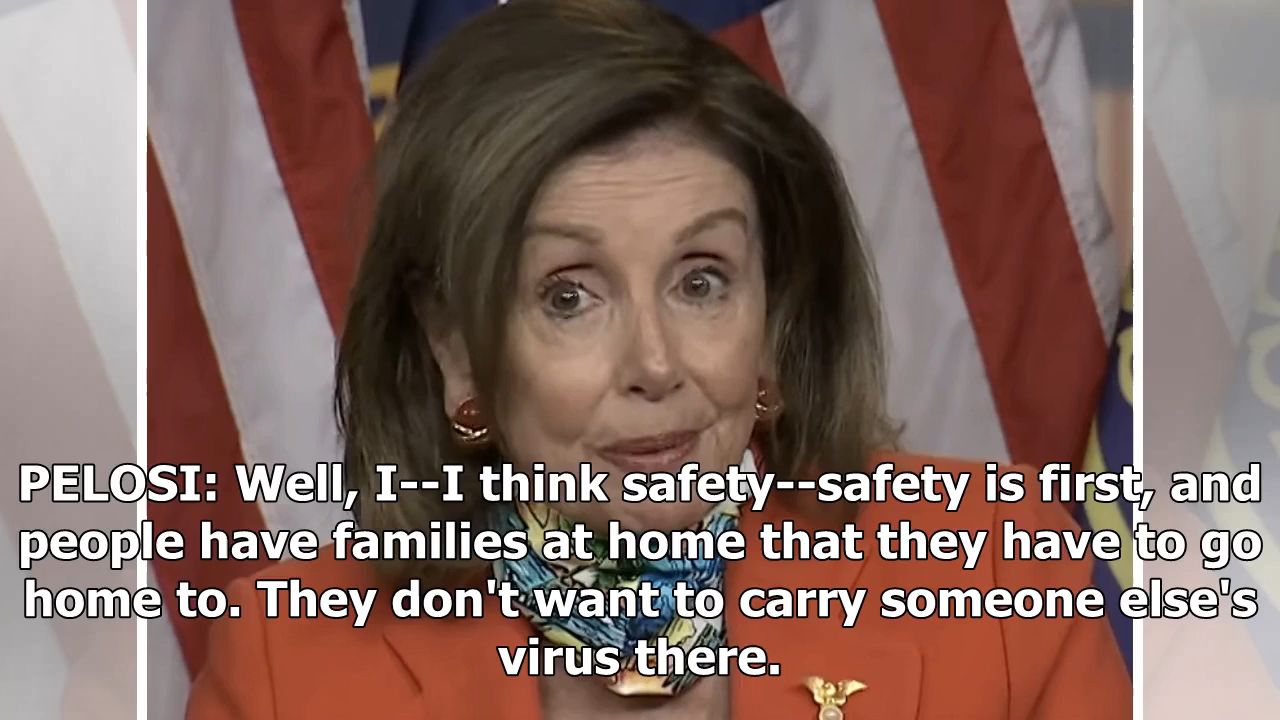 PELOSI: Well, I--I think safety--safety is first, and
people have families at home that they have to go
home to. They don't want to carry someone else's
virus there.